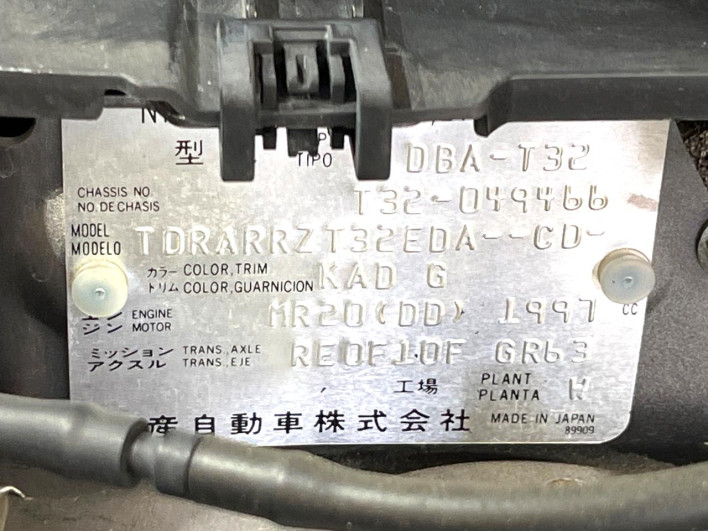 型 TIPO DBA-T32
CHASSIS NO. T32-049466
NO. DE CHASIS
MODEL TDRARRZT32EDA--CD-
MODELO
カラー COLOR, TRIM KAD G
トリム COLOR, GUARNICION
エン ENGINE MR20(DD) 1997 CC
ジン MOTOR
ミッション TRANS., AXLE RE0F10F GR63
アクスル TRANS., EJE
工場 PLANT W
PLANTA
産自動車株式会社 MADE IN JAPAN
89909